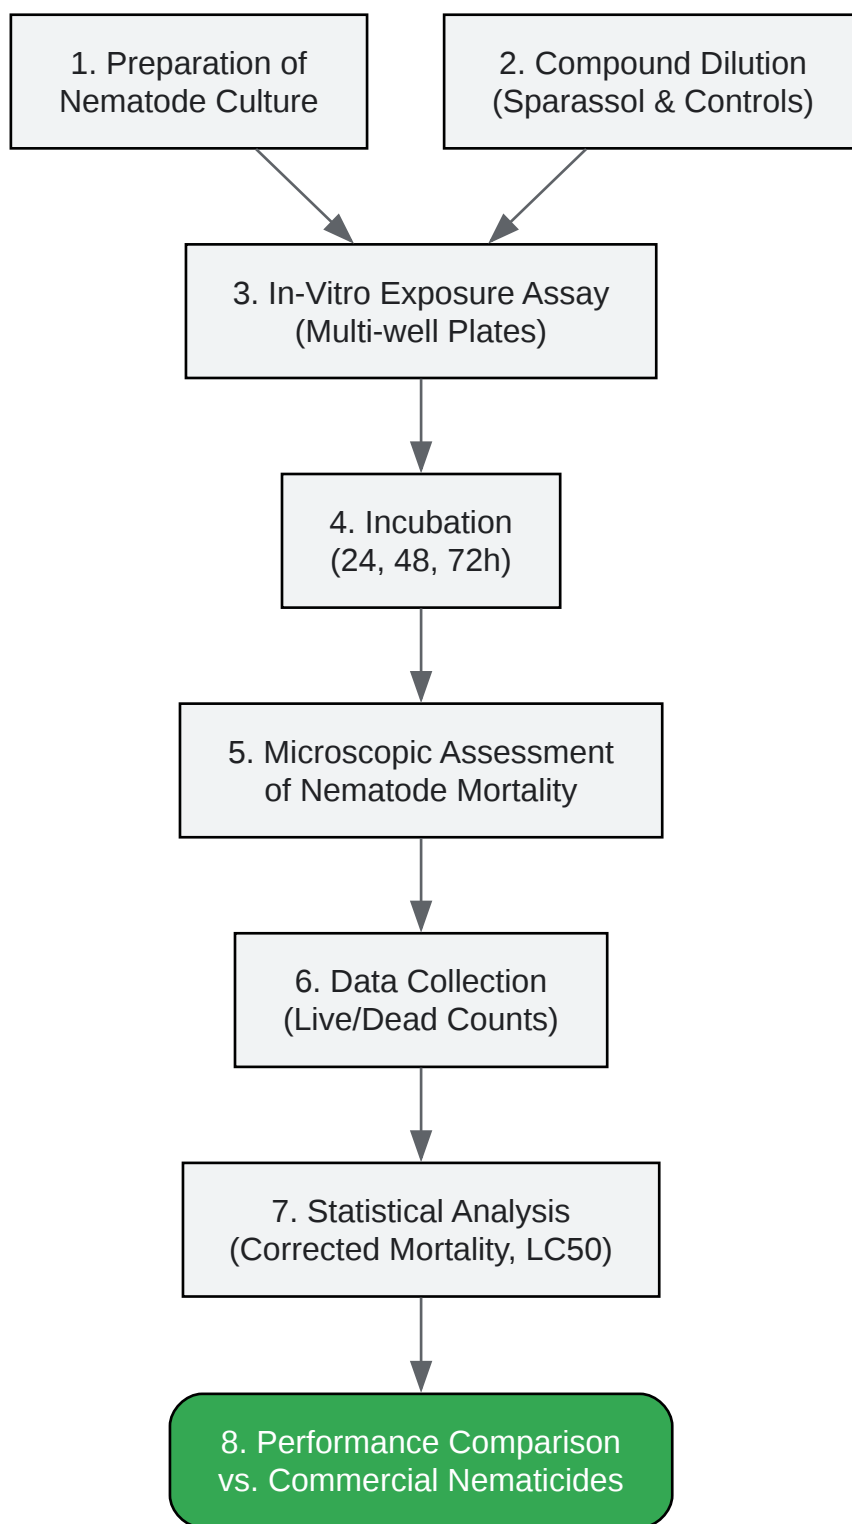 1. Preparation of
Nematode Culture
2. Compound Dilution
(Sparassol & Controls)
3. In-Vitro Exposure Assay
(Multi-well Plates)
4. Incubation
(24, 48, 72h)
5. Microscopic Assessment
of Nematode Mortality
6. Data Collection
(Live/Dead Counts)
7. Statistical Analysis
(Corrected Mortality, LC50)
8. Performance Comparison
vs. Commercial Nematicides